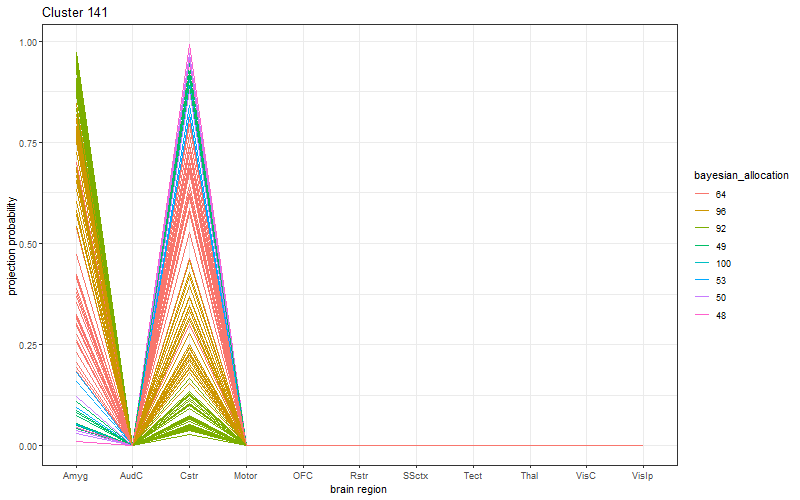 Cluster 141
1.00
0.75
0.50
0.25
0.00
projection probability
Amyg AudC Cstr Motor OFC Rstr SSctx Tect Thal VisC VisIp
brain region
bayesian_allocation
64
96
92
49
100
53
50
48